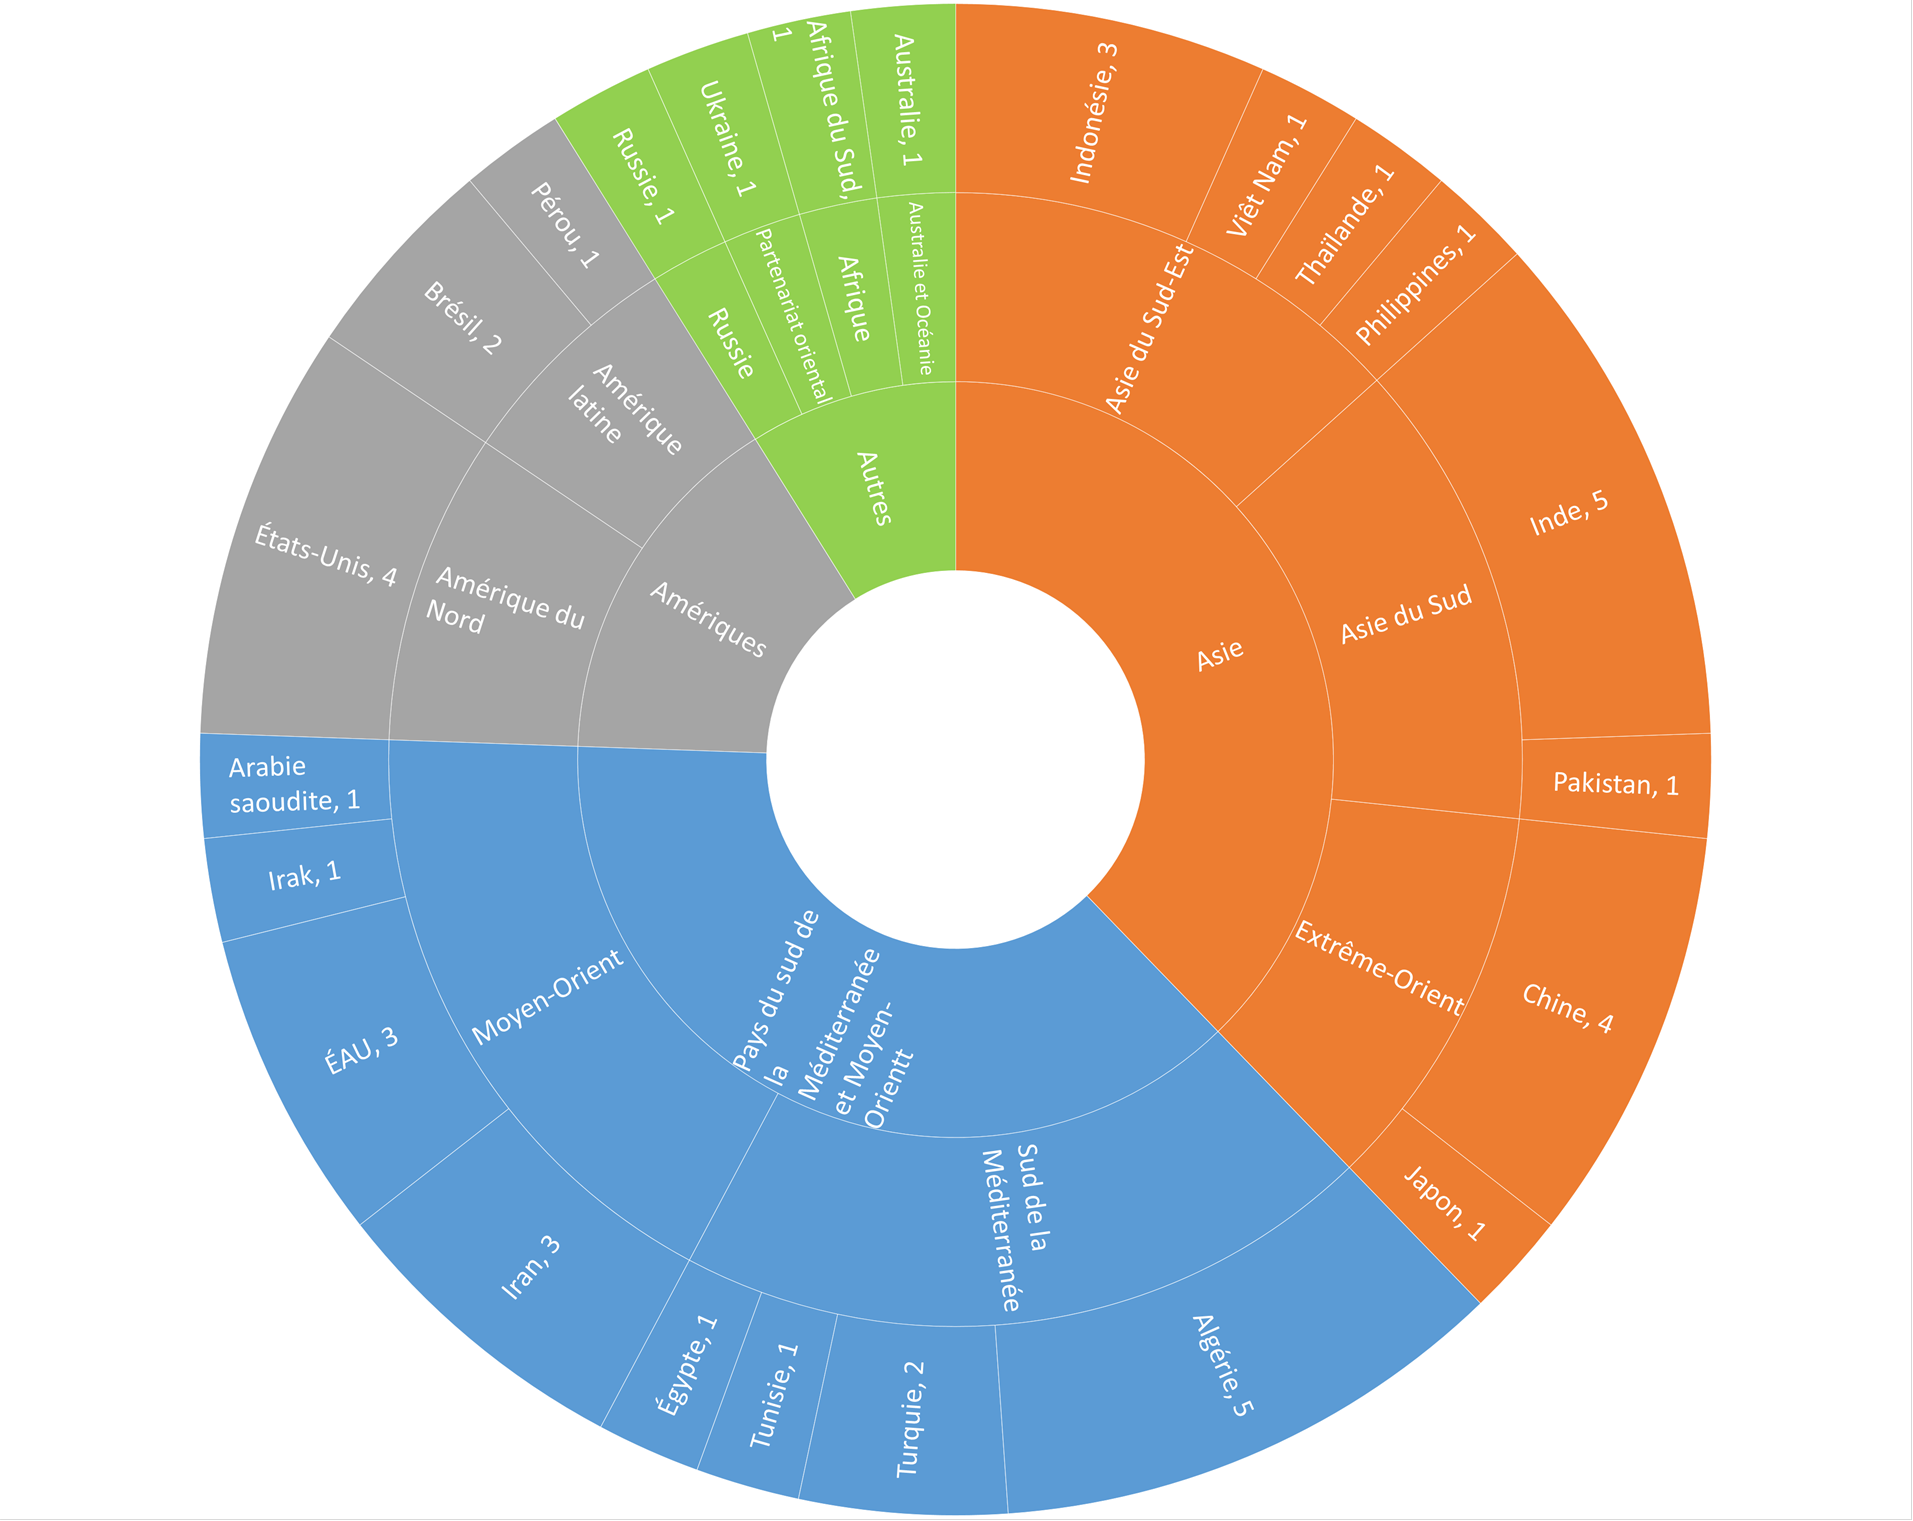 Asie
Asie du Sud-Est
Indonésie, 3
Viêt Nam, 1
Thaïlande, 1
Philippines, 1
Asie du Sud
Inde, 5
Pakistan, 1
Extrême-Orient
Chine, 4
Japon, 1
Pays du sud de
la
Méditerranée
et Moyen-
Orientt
Sud de la
Méditerranée
Algérie, 5
Turquie, 2
Tunisie, 1
Égypte, 1
Moyen-Orient
Iran, 3
ÉAU, 3
Irak, 1
Arabie
saoudite, 1
Amériques
Amérique du
Nord
États-Unis, 4
Amérique
latine
Brésil, 2
Pérou, 1
Autres
Russie
Russie, 1
Partenariat oriental
Ukraine, 1
Afrique
Afrique du Sud,
1
Australie et Océanie
Australie, 1